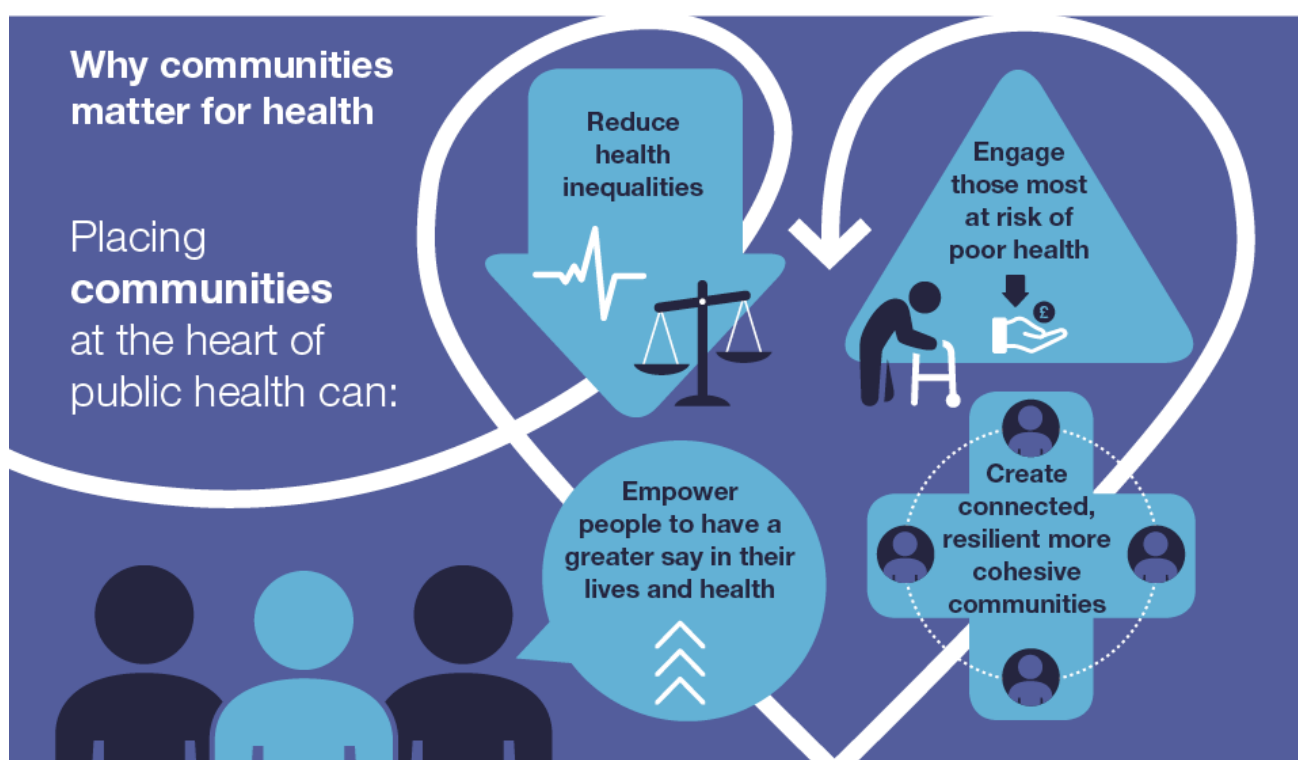 Why communities
matter for health
Placing
communities
at the heart of
public health can:
Reduce
health
inequalities
Engage
those most
at risk of
poor health
£
Empower
people to have a
greater say in their
lives and health
Create
connected,
resilient more
cohesive
communities